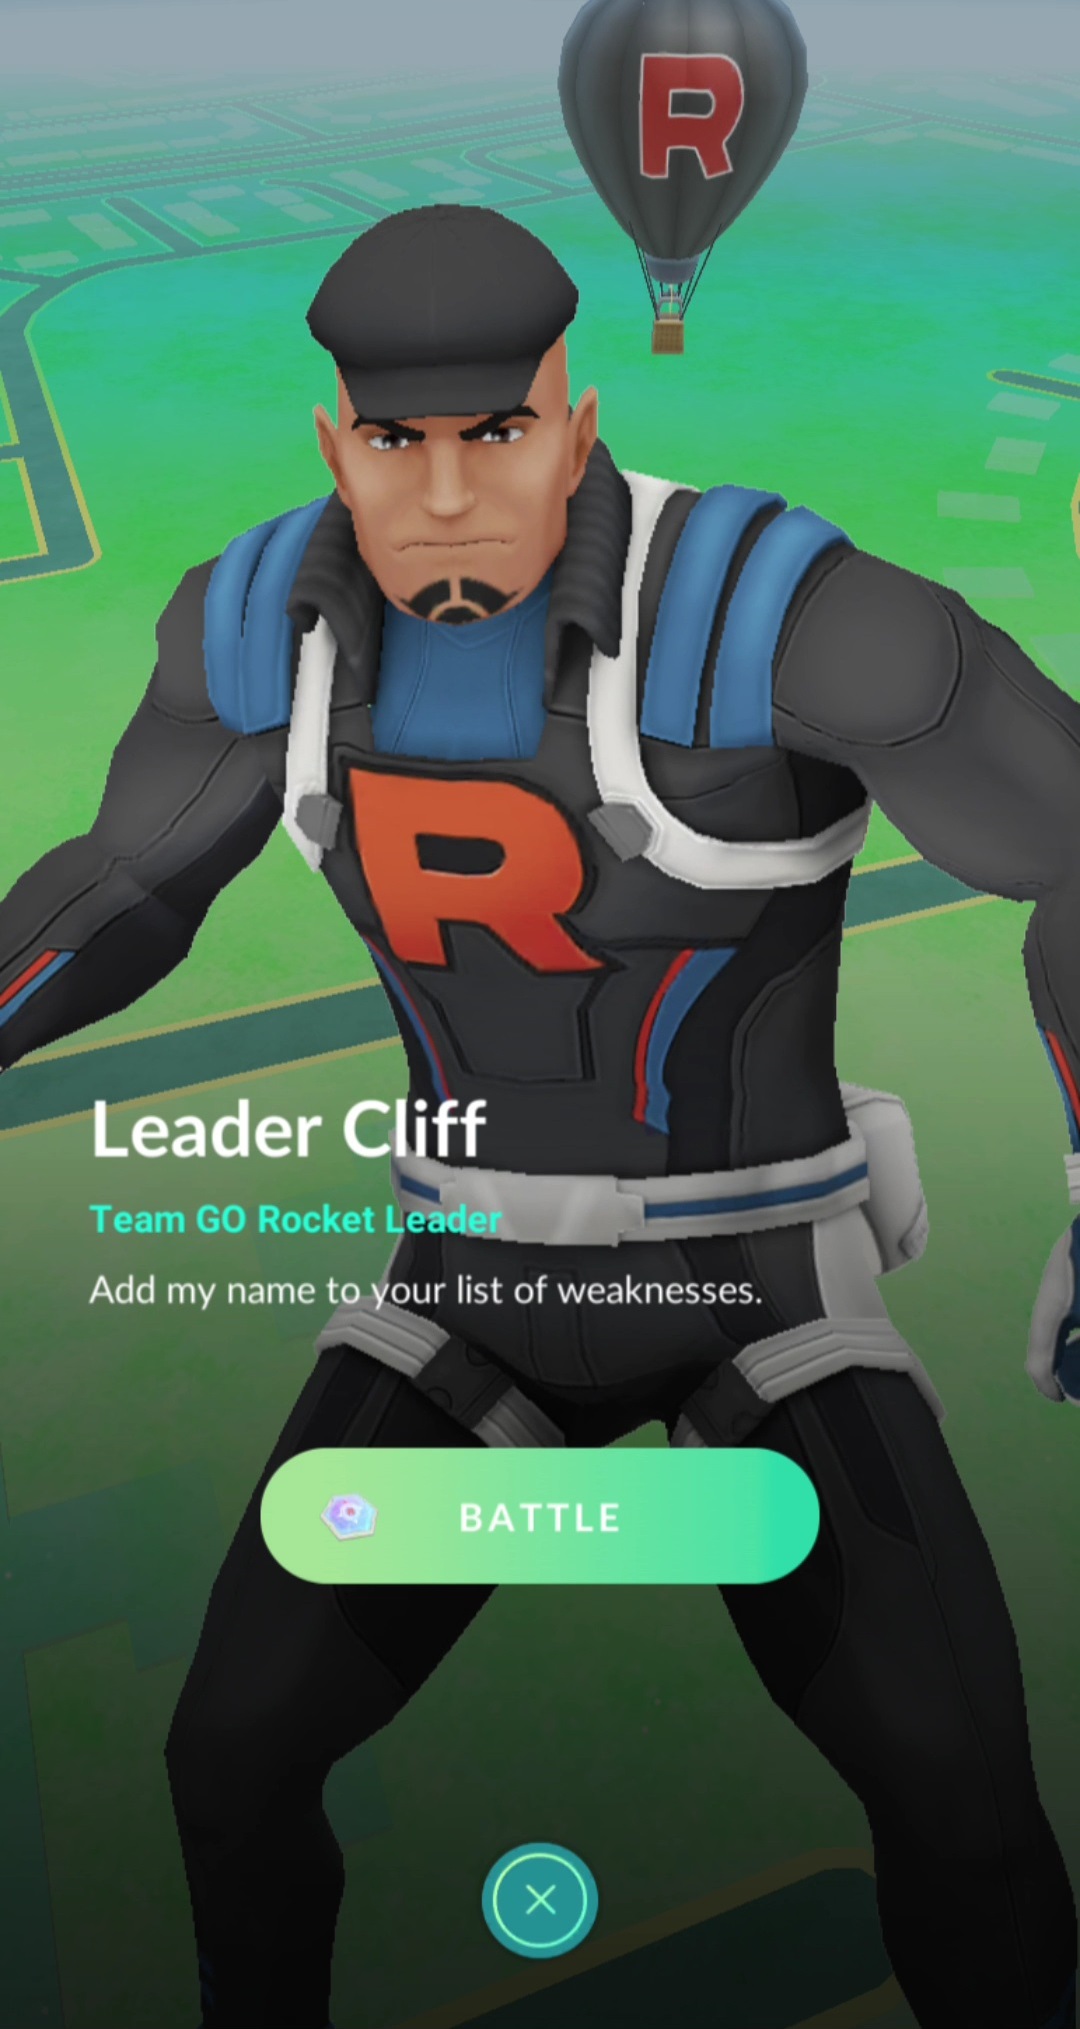 R
R
Leader Cliff
Team GO Rocket Leader
Add my name to your list of weaknesses.
BATTLE